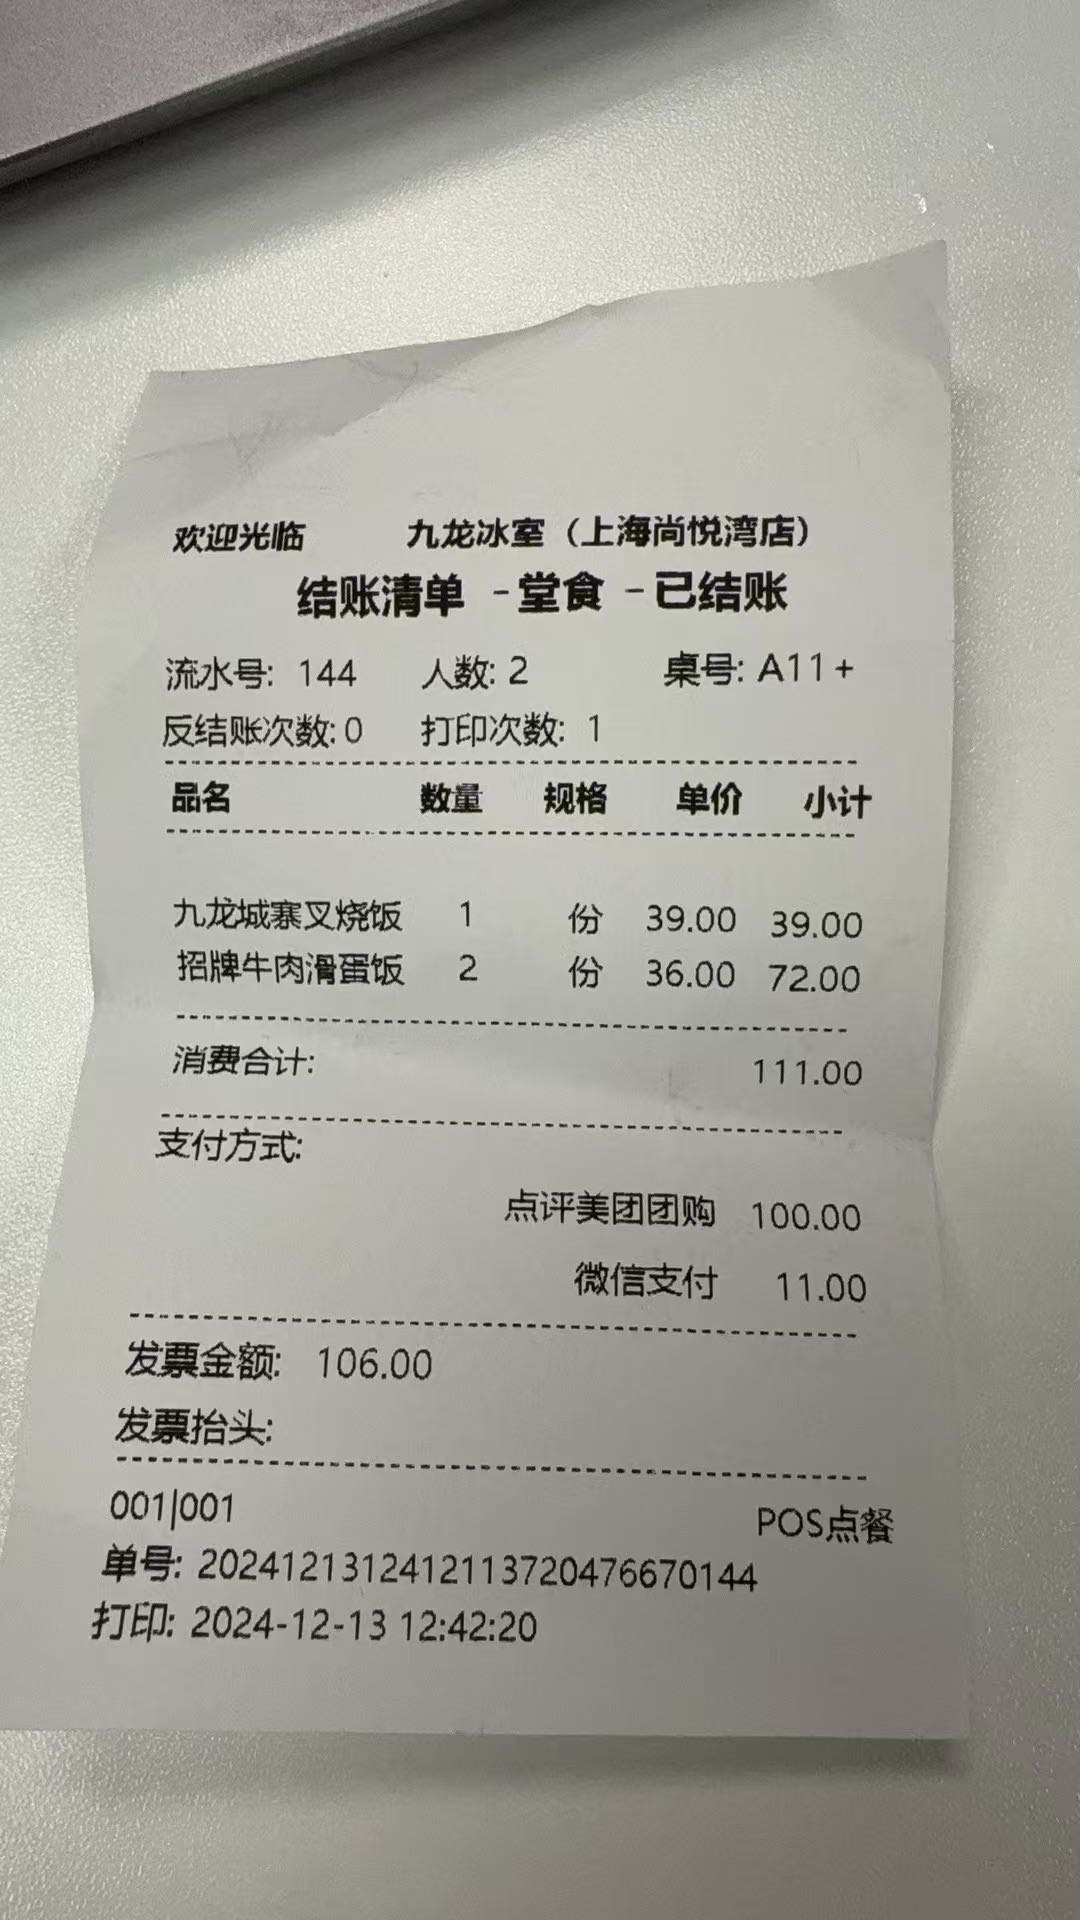 欢迎光临 九龙冰室（上海尚悦湾店）
结账清单 -堂食 -已结账
流水号: 144 人数: 2 桌号: A11+
反结账次数: 0 打印次数: 1
品名 数量 规格 单价 小计
九龙城寨叉烧饭 1 份 39.00 39.00
招牌牛肉滑蛋饭 2 份 36.00 72.00
消费合计: 111.00
支付方式:
点评美团团购 100.00
微信支付 11.00
发票金额: 106.00
发票抬头:
001|001 POS点餐
单号: 20241213124121137204766​70144
打印: 2024-12-13 12:42:20